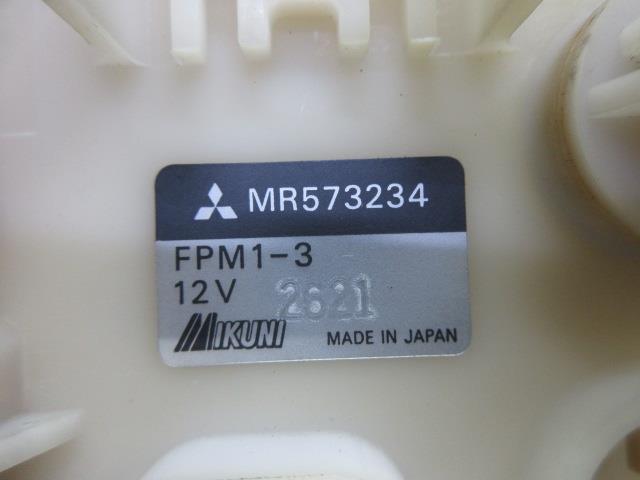 MR573234
FPM1-3
12V 2621
MIKUNI MADE IN JAPAN